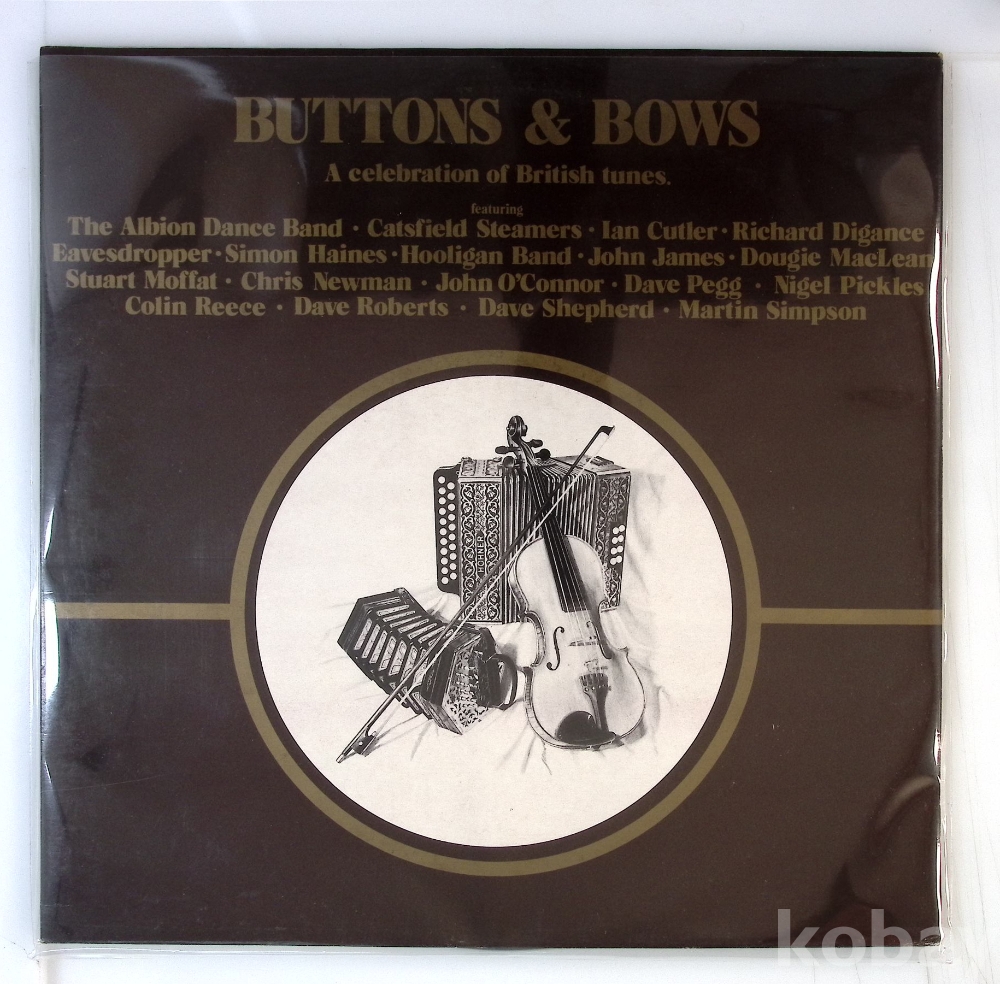 BUTTONS & BOWS
A celebration of British tunes.
featuring
The Albion Dance Band · Catsfield Steamers · Ian Cutler · Richard Digance
Eavesdropper · Simon Haines · Hooligan Band · John James · Dougie MacLean
Stuart Moffat · Chris Newman · John O'Connor · Dave Pegg · Nigel Pickles
Colin Reece · Dave Roberts · Dave Shepherd · Martin Simpson
HOHNER
koba